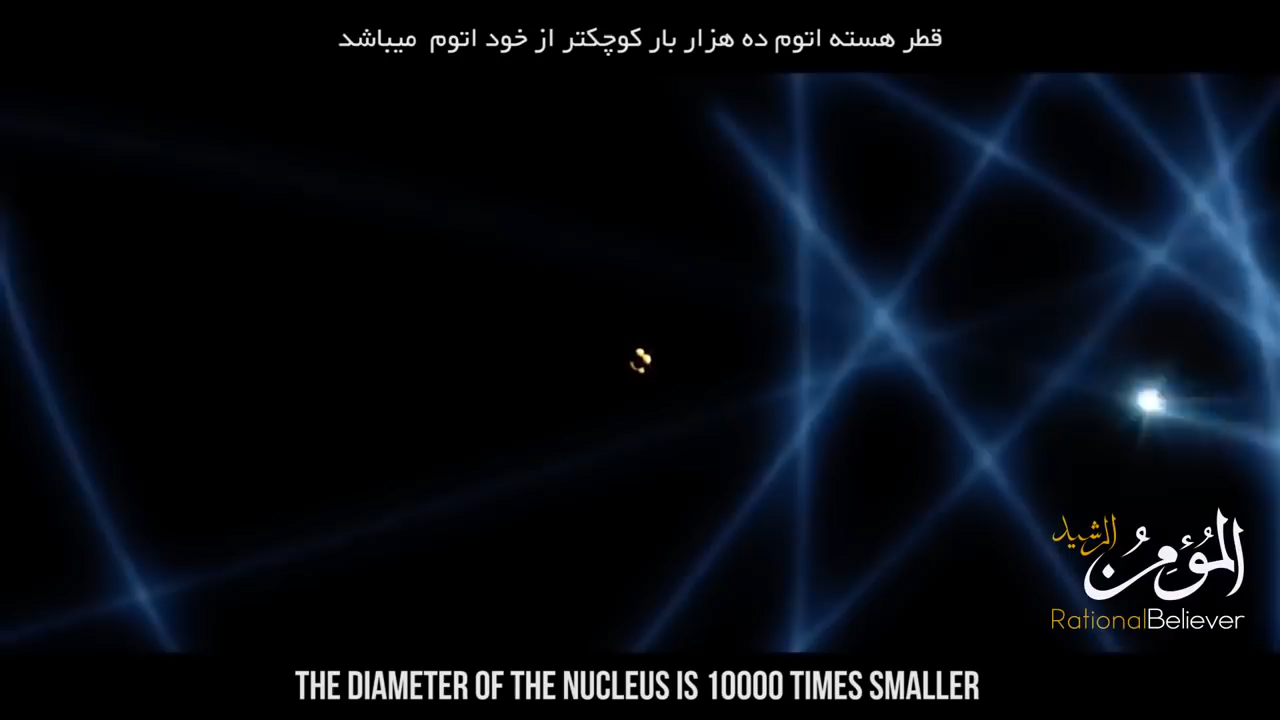 قطر هسته اتوم ده هزار بار کوچکتر از خود اتوم میباشد
المُؤْمِنُ الرشيد
RationalBeliever
THE DIAMETER OF THE NUCLEUS IS 10000 TIMES SMALLER